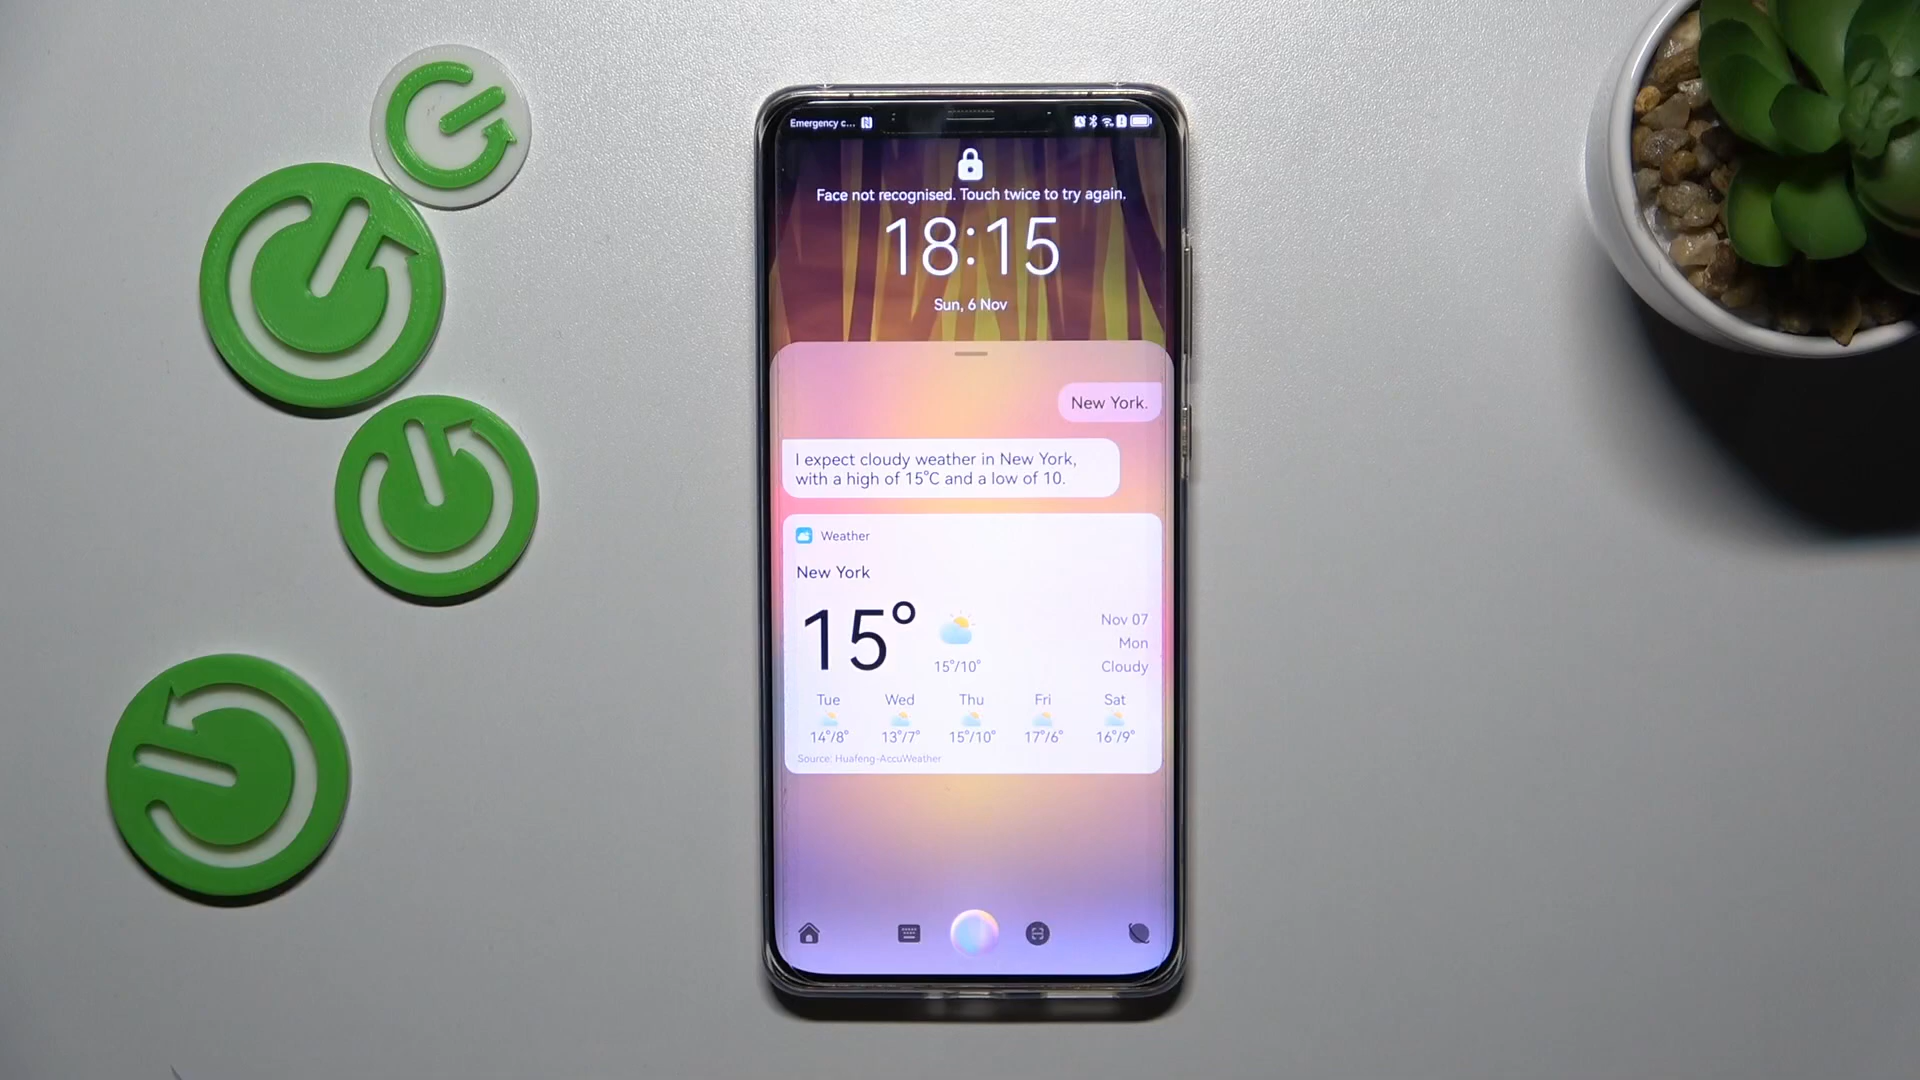 Emergency c...
Face not recognised. Touch twice to try again.
18:15
Sun, 6 Nov
New York.
I expect cloudy weather in New York,
with a high of 15°C and a low of 10.
Weather
New York
15°
15°/10°
Nov 07
Mon
Cloudy
Tue Wed Thu Fri Sat
14°/8° 13°/7° 15°/10° 17°/6° 16°/9°
Source: Huafeng-AccuWeather